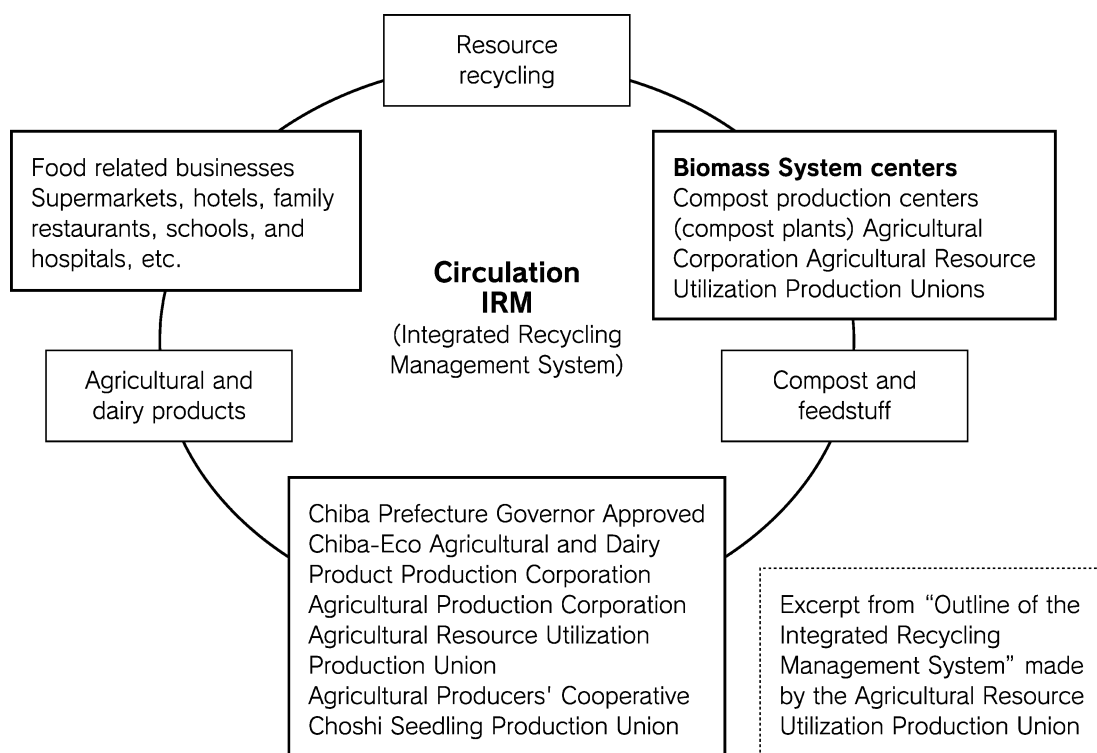 Resource
recycling
Food related businesses
Supermarkets, hotels, family
restaurants, schools, and
hospitals, etc.
Biomass System centers
Compost production centers
(compost plants) Agricultural
Corporation Agricultural Resource
Utilization Production Unions
Circulation
IRM
(Integrated Recycling
Management System)
Agricultural and
dairy products
Compost and
feedstuff
Chiba Prefecture Governor Approved
Chiba-Eco Agricultural and Dairy
Product Production Corporation
Agricultural Production Corporation
Agricultural Resource Utilization
Production Union
Agricultural Producers' Cooperative
Choshi Seedling Production Union
Excerpt from “Outline of the
Integrated Recycling
Management System” made
by the Agricultural Resource
Utilization Production Union